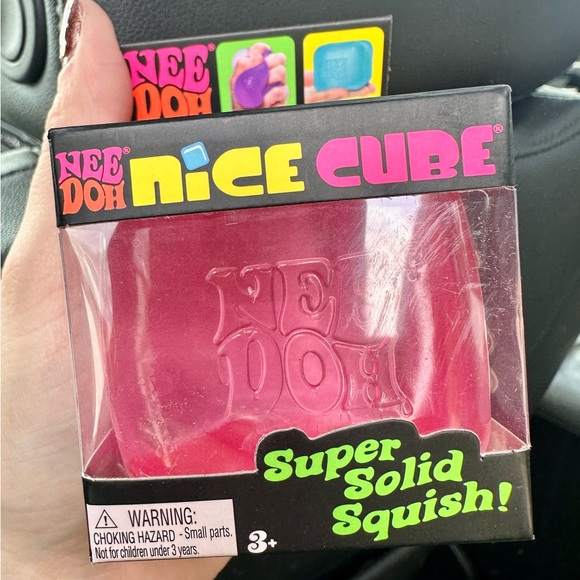 NEE
DOH®
NEE®
DOH
NiCE CUBE®
NEE
DOH
Super
Solid
Squish!
WARNING:
CHOKING HAZARD - Small parts.
Not for children under 3 years.
3+